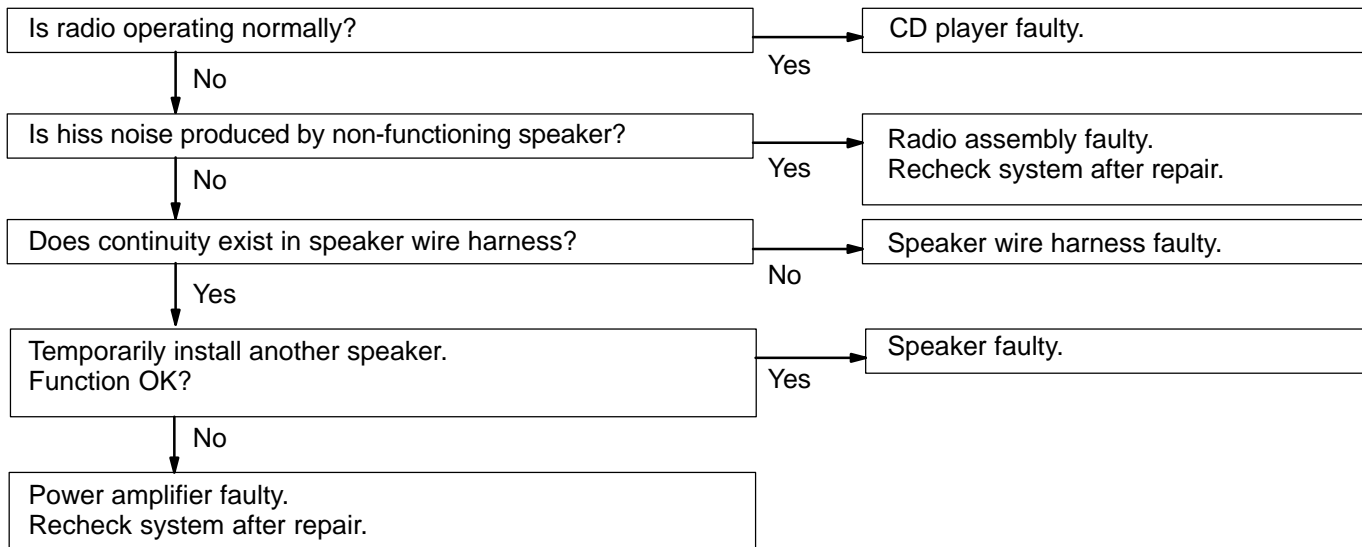 Is radio operating normally?
CD player faulty.
Yes
No
Is hiss noise produced by non-functioning speaker?
Radio assembly faulty.
Recheck system after repair.
Yes
No
Does continuity exist in speaker wire harness?
Speaker wire harness faulty.
No
Yes
Temporarily install another speaker.
Function OK?
Speaker faulty.
Yes
No
Power amplifier faulty.
Recheck system after repair.